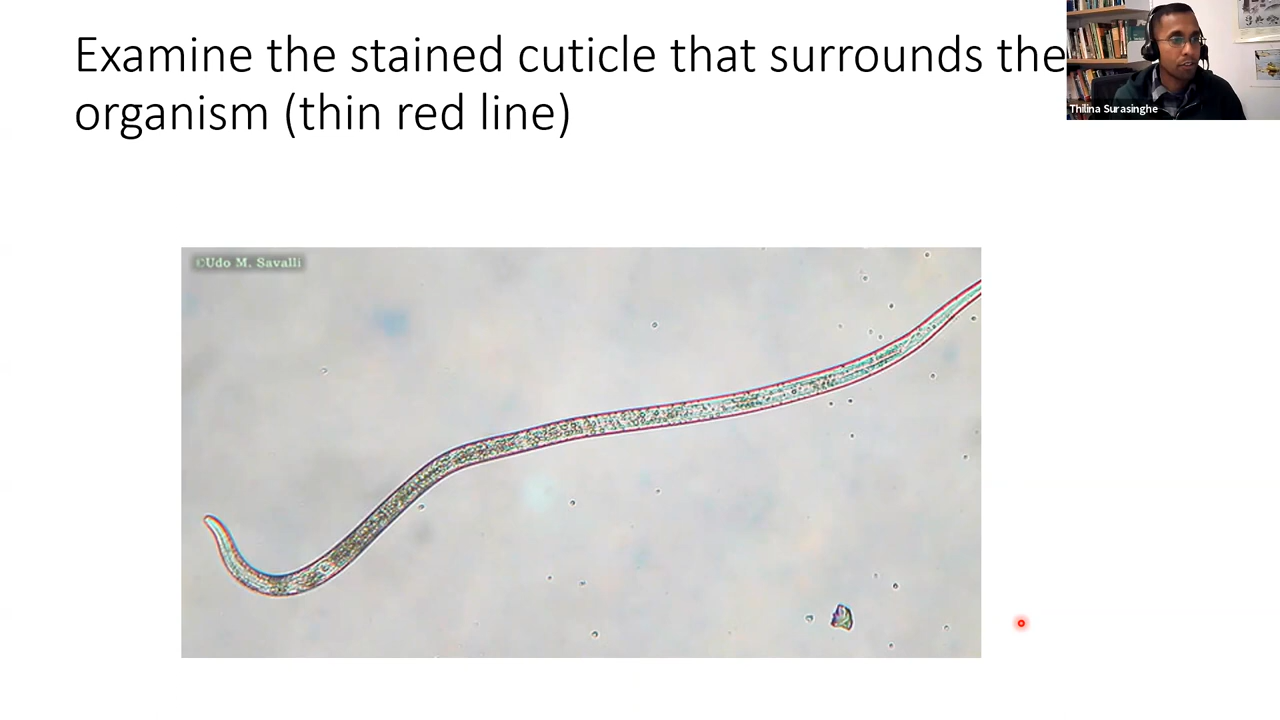 Examine the stained cuticle that surrounds the
organism (thin red line)
Thilina Surasinghe
©Udo M. Savalli